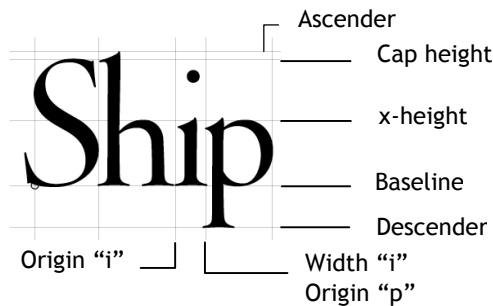 Ascender
Cap height
Ship
x-height
Baseline
Descender
Origin “i”
Width “i”
Origin “p”